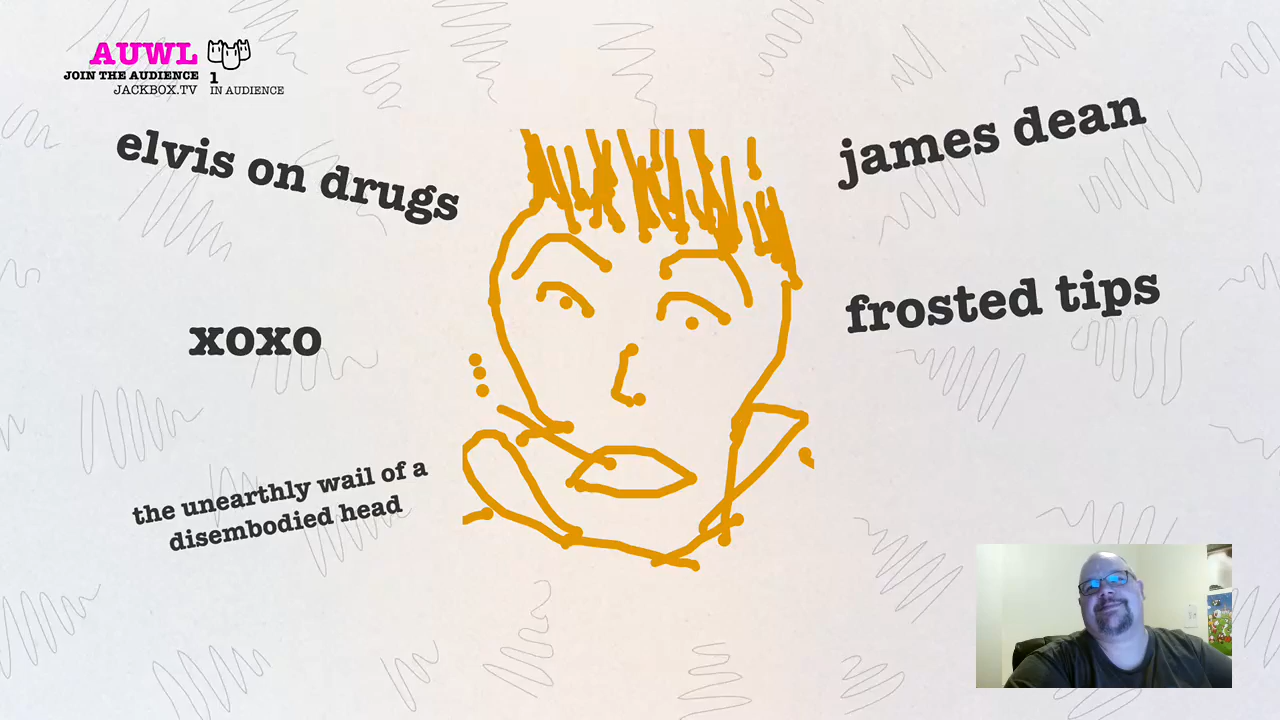 AUWL
JOIN THE AUDIENCE
JACKBOX.TV
1
IN AUDIENCE
elvis on drugs
james dean
xoxo
frosted tips
the unearthly wail of a
disembodied head